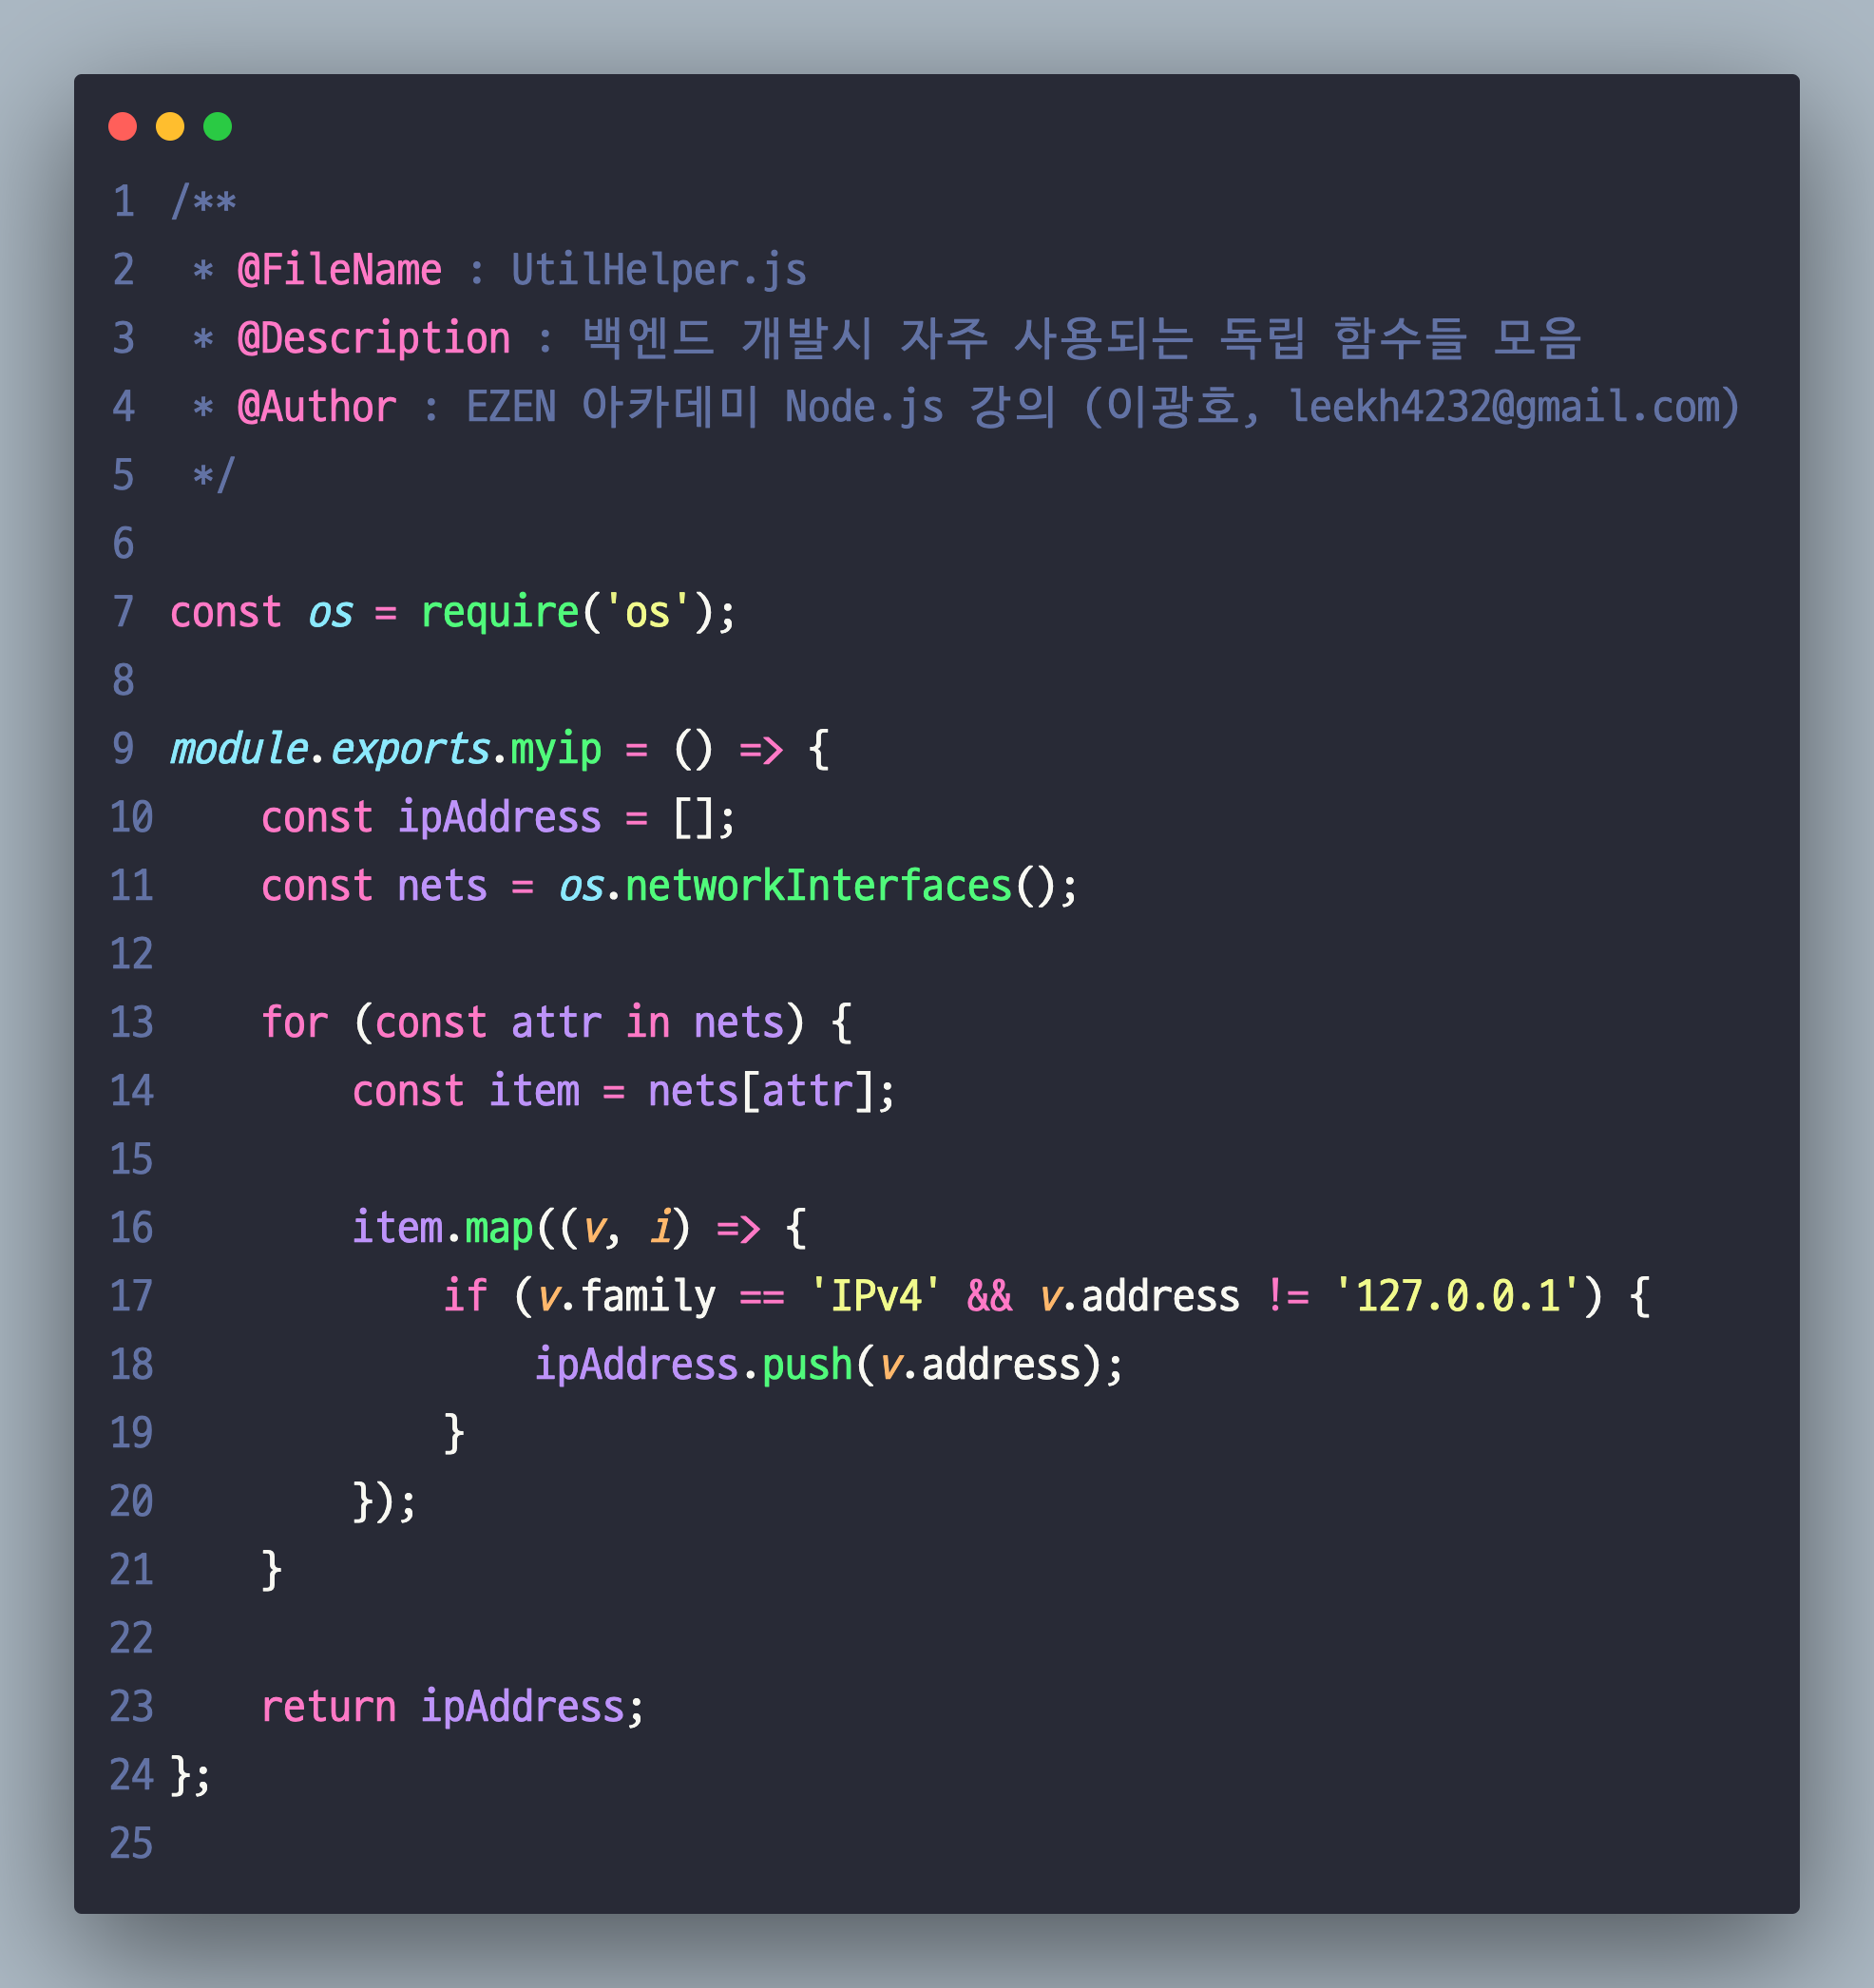 1 /**
2  * @FileName : UtilHelper.js
3  * @Description : 백엔드 개발시 자주 사용되는 독립 함수들 모음
4  * @Author : EZEN 아카데미 Node.js 강의 (이광호, leekh4232@gmail.com)
5  */
6
7 const os = require('os');
8
9 module.exports.myip = () => {
10     const ipAddress = [];
11     const nets = os.networkInterfaces();
12
13     for (const attr in nets) {
14         const item = nets[attr];
15
16         item.map((v, i) => {
17             if (v.family == 'IPv4' && v.address != '127.0.0.1') {
18                 ipAddress.push(v.address);
19             }
20         });
21     }
22
23     return ipAddress;
24 };
25